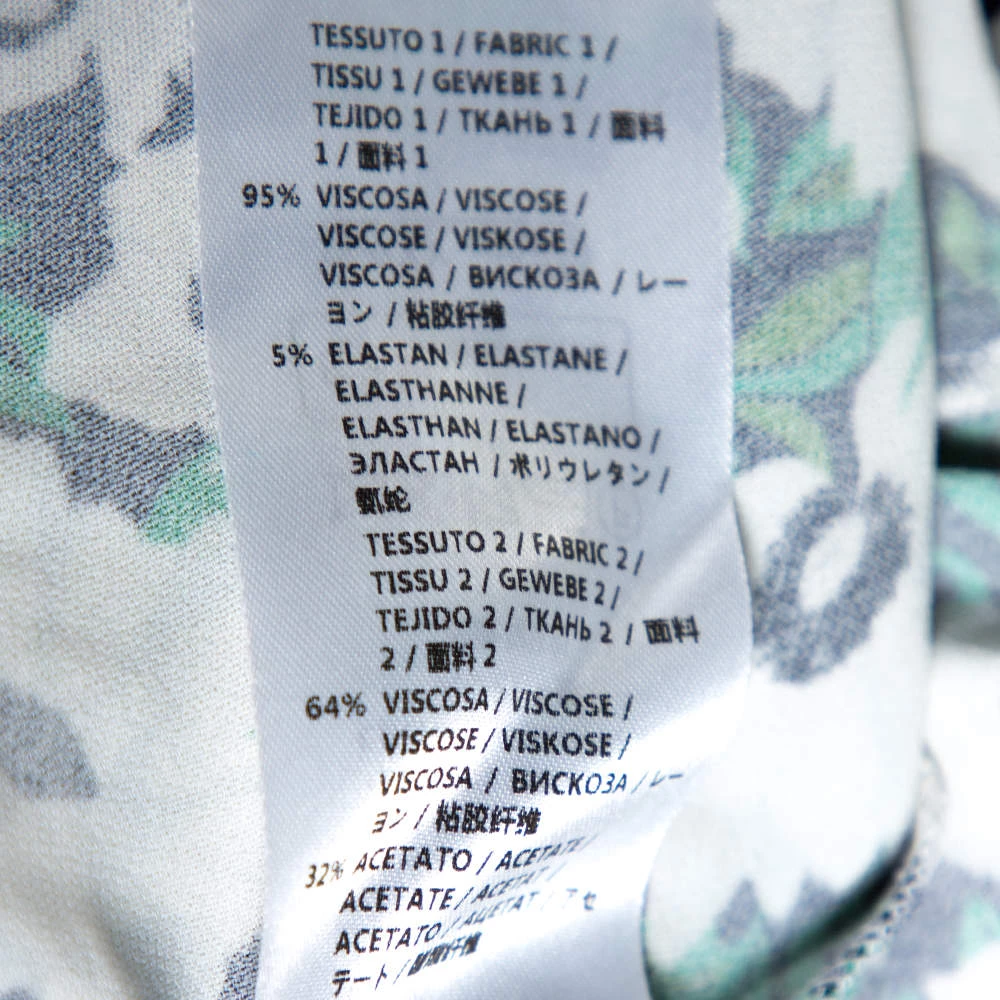 TESSUTO 1 / FABRIC 1 /
TISSU 1 / GEWEBE 1 /
TEJIDO 1 / ТКАНЬ 1 / 面料
1 / 面料 1
95% VISCOSA / VISCOSE /
VISCOSE / VISKOSE /
VISCOSA / ВИСКОЗА / レー
ヨン / 粘胶纤维
5% ELASTAN / ELASTANE /
ELASTHANNE /
ELASTHAN / ELASTANO /
ЭЛАСТАН / ポリウレタン /
TESSUTO 2 / FABRIC 2 /
TISSU 2 / GEWEBE 2 /
TEJIDO 2 / ТКАНЬ 2 / 面料
2 / 面料 2
64% VISCOSA / VISCOSE /
VISCOSE / VISKOSE /
VISCOSA / ВИСКОЗА / レー
ヨン / 粘胶纤维
32% ACETATO / ACETATE /
ACETATE / ACETAT /
ACETATO / АЦЕТАТ / アセ
テート /